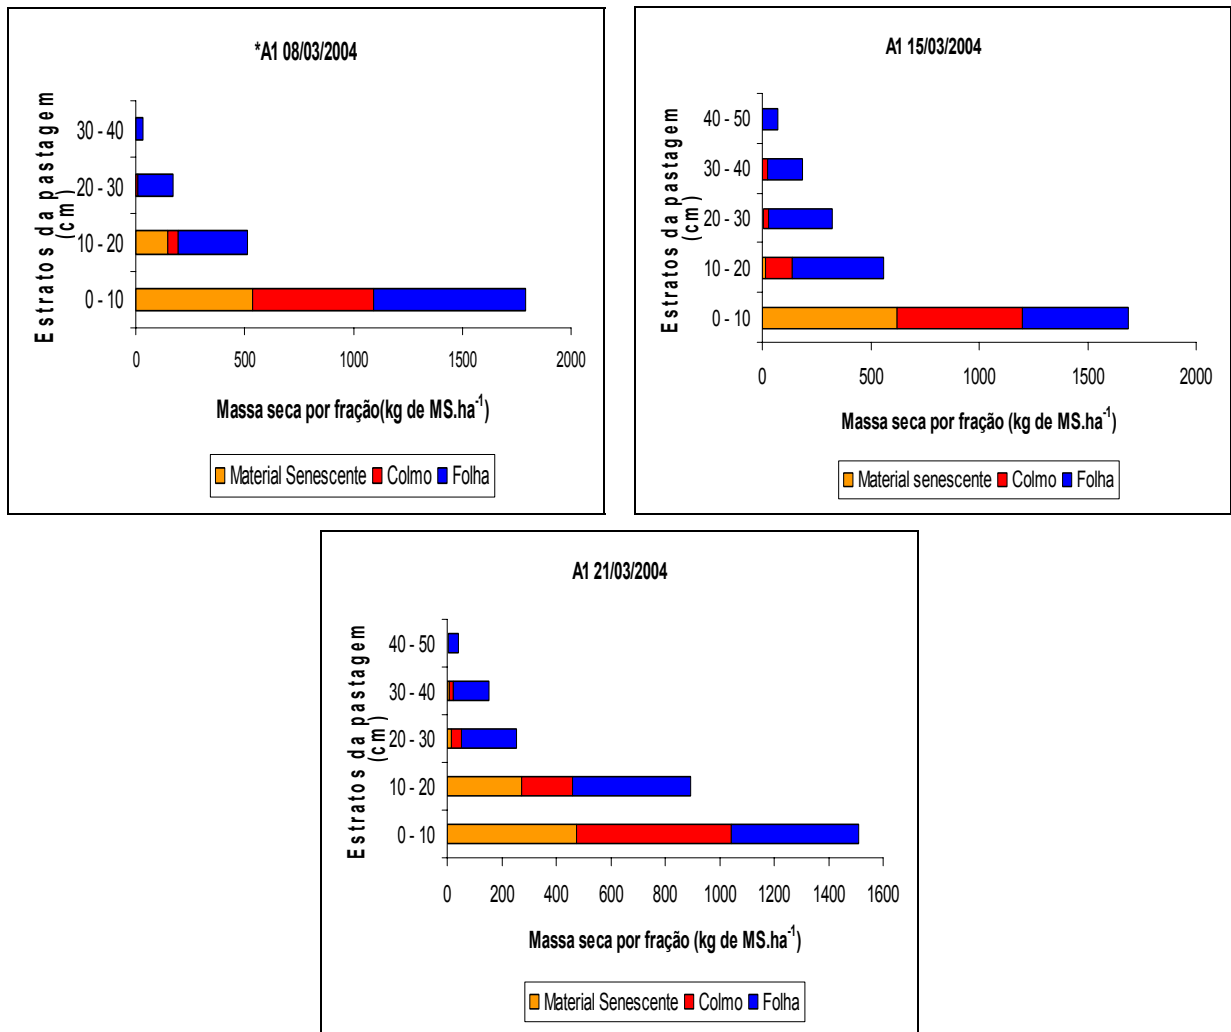 *A1 08/03/2004
Estratos da pastagem
(cm)
30 - 40
20 - 30
10 - 20
0 - 10
0 500 1000 1500 2000
Massa seca por fração(kg de MS.ha-1)
Material Senescente Colmo Folha
A1 15/03/2004
Estratos da pastagem
(cm)
40 - 50
30 - 40
20 - 30
10 - 20
0 - 10
0 500 1000 1500 2000
Massa seca por fração (kg de MS.ha-1)
Material senescente Colmo Folha
A1 21/03/2004
Estratos da pastagem
(cm)
40 - 50
30 - 40
20 - 30
10 - 20
0 - 10
0 200 400 600 800 1000 1200 1400 1600
Massa seca por fração (kg de MS.ha-1)
Material Senescente Colmo Folha